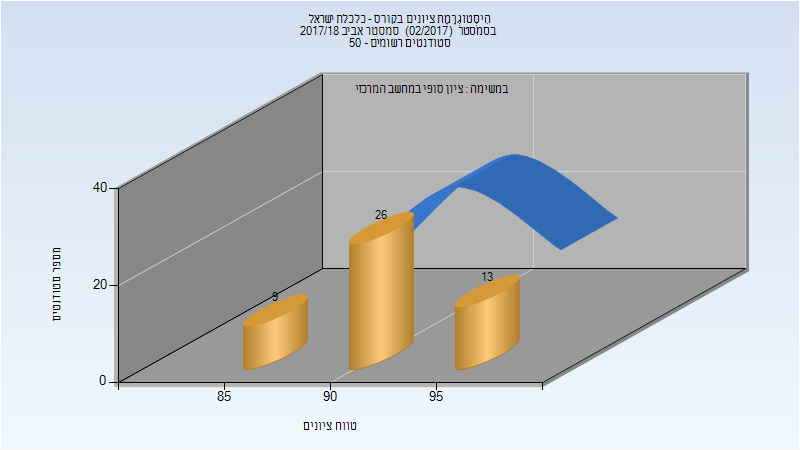 היסטוגרמת ציונים בקורס - כלכלת ישראל
בסמסטר (02/2017) סמסטר אביב 2017/18
סטודנטים רשומים - 50
במשימה : ציון סופי במחשב המרכזי
מספר סטודנטים
40
20
0
9
26
13
85
90
95
טווח ציונים